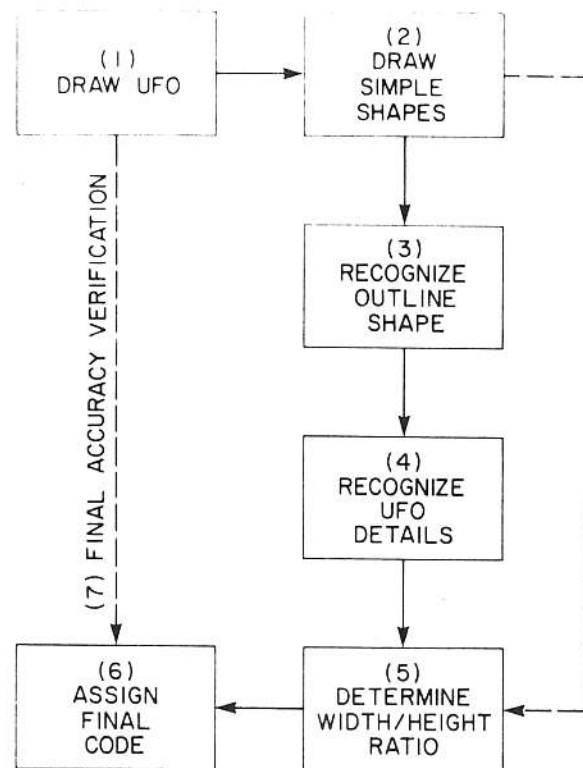 (1)
DRAW UFO
(2)
DRAW
SIMPLE
SHAPES
(3)
RECOGNIZE
OUTLINE
SHAPE
(4)
RECOGNIZE
UFO
DETAILS
(5)
DETERMINE
WIDTH/HEIGHT
RATIO
(6)
ASSIGN
FINAL
CODE
(7) FINAL ACCURACY VERIFICATION